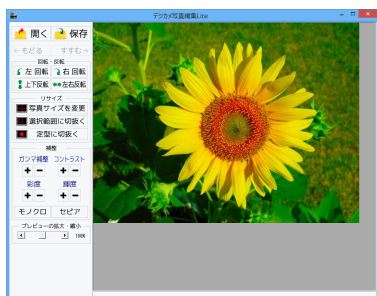 デジカメ写真編集Lite
開く 保存
もどる すすむ
回転・反転
左回転 右回転
上下反転 左右反転
リサイズ
写真サイズを変更
選択範囲に切抜く
定型に切抜く
補整
ガンマ補整 コントラスト
彩度 輝度
モノクロ セピア
プレビューの拡大・縮小
100%